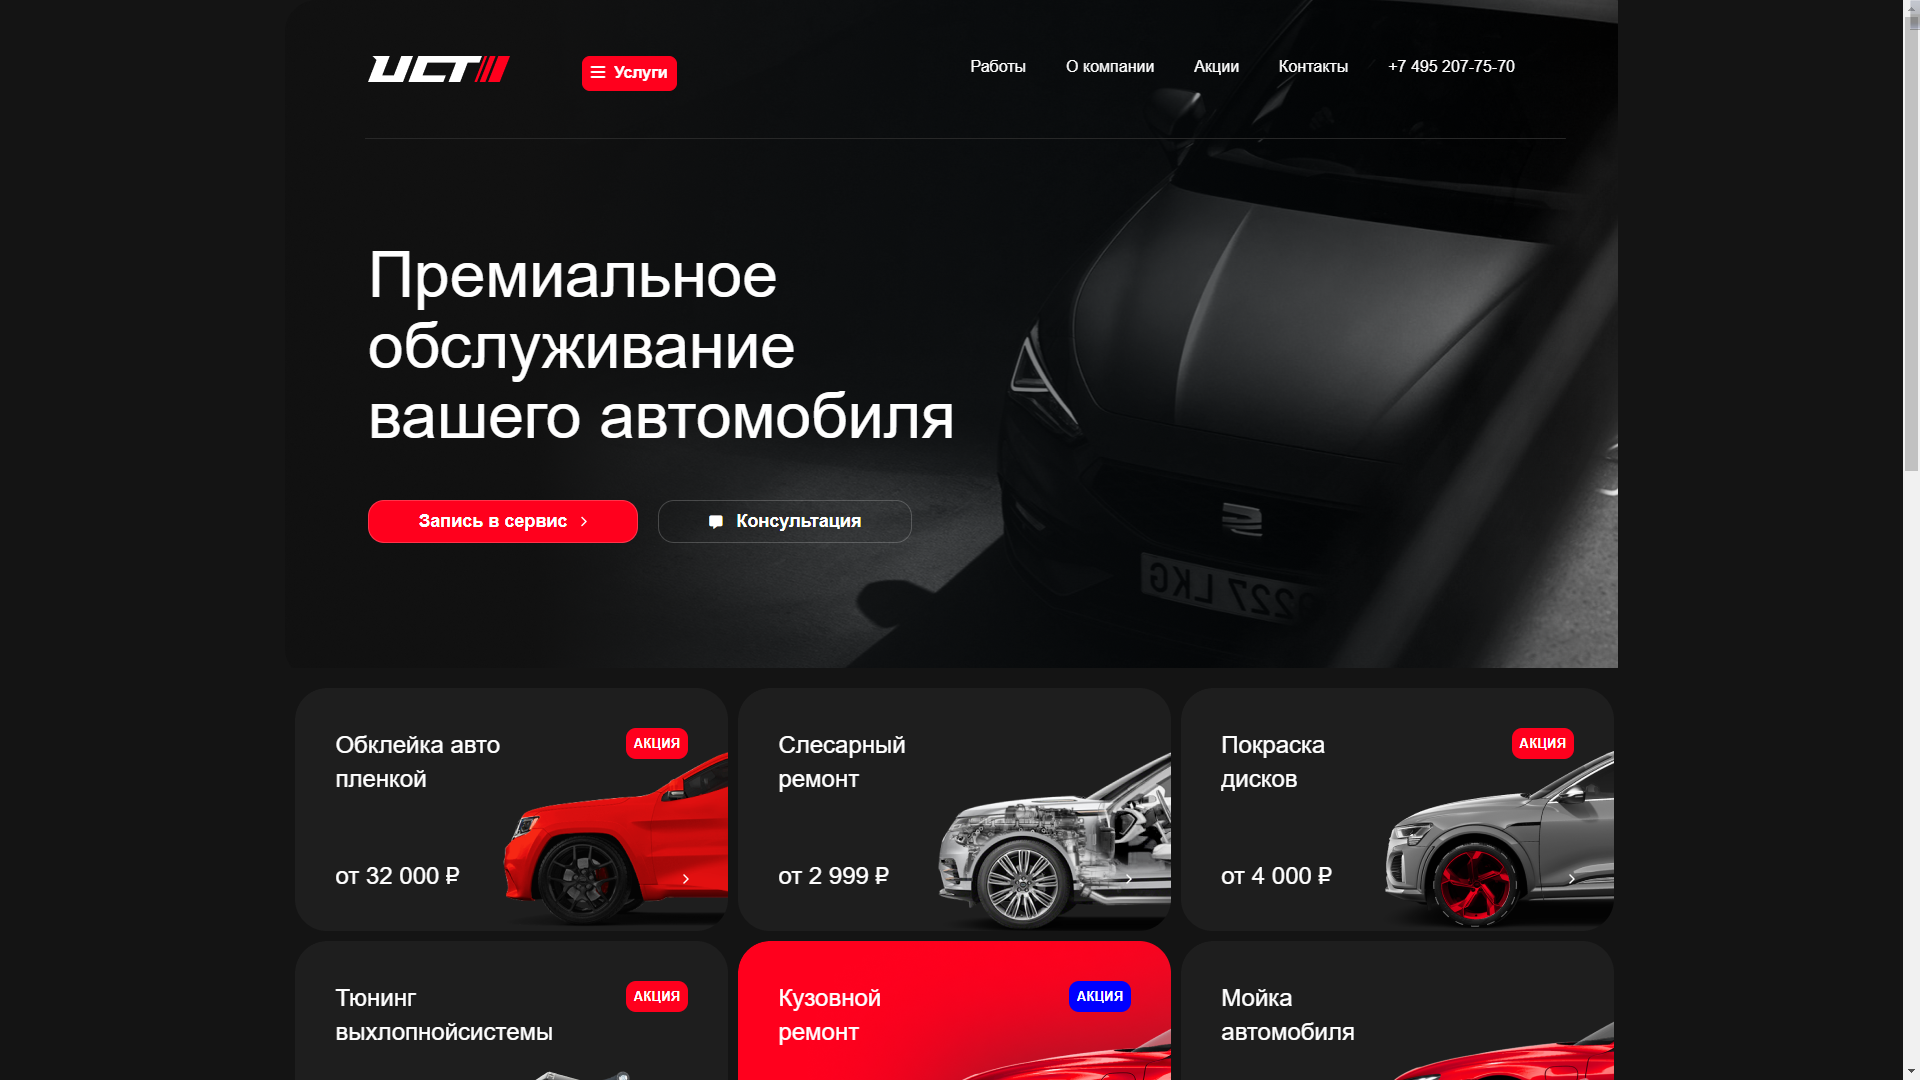 UCT
Услуги
Работы
О компании
Акции
Контакты
+7 495 207-75-70
Премиальное
обслуживание
вашего автомобиля
Запись в сервис
Консультация
Обклейка авто
пленкой
АКЦИЯ
от 32 000 ₽
Слесарный
ремонт
от 2 999 ₽
Покраска
дисков
АКЦИЯ
от 4 000 ₽
Тюнинг
выхлопнойсистемы
АКЦИЯ
Кузовной
ремонт
АКЦИЯ
Мойка
автомобиля